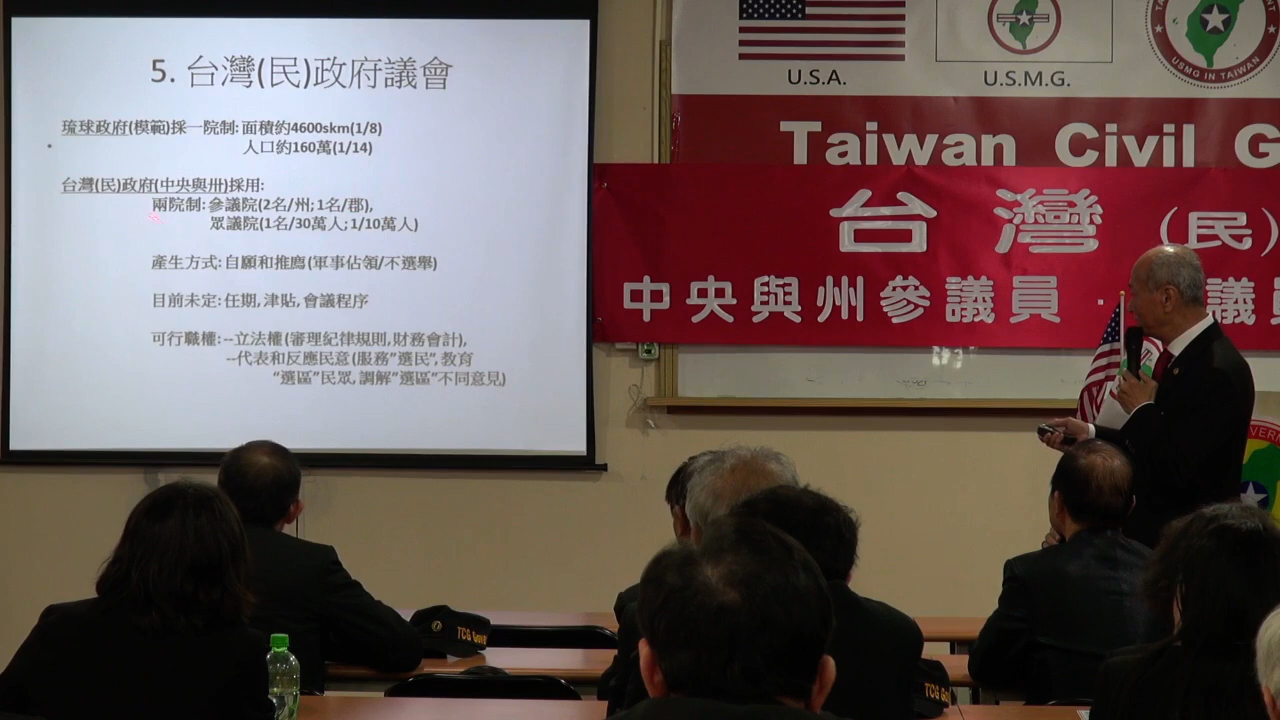 5. 台灣(民)政府議會
琉球政府(模範)採一院制: 面積約4600skm(1/8)
人口約160萬(1/14)
台灣(民)政府(中央與卅)採用:
兩院制: 參議院(2名/州; 1名/郡),
眾議院(1名/30萬人; 1/10萬人)
產生方式: 自願和推薦(軍事佔領/不選舉)
目前未定: 任期, 津貼, 會議程序
可行職權: --立法權(審理紀律規則, 財務會計),
--代表和反應民意(服務"選民", 教育
"選區"民眾, 調解"選區"不同意見)
U.S.A.
U.S.M.G.
USMG IN TAIWAN
Taiwan Civil G
台灣(民)
中央與州參議員 · 議員
TCG
TCG